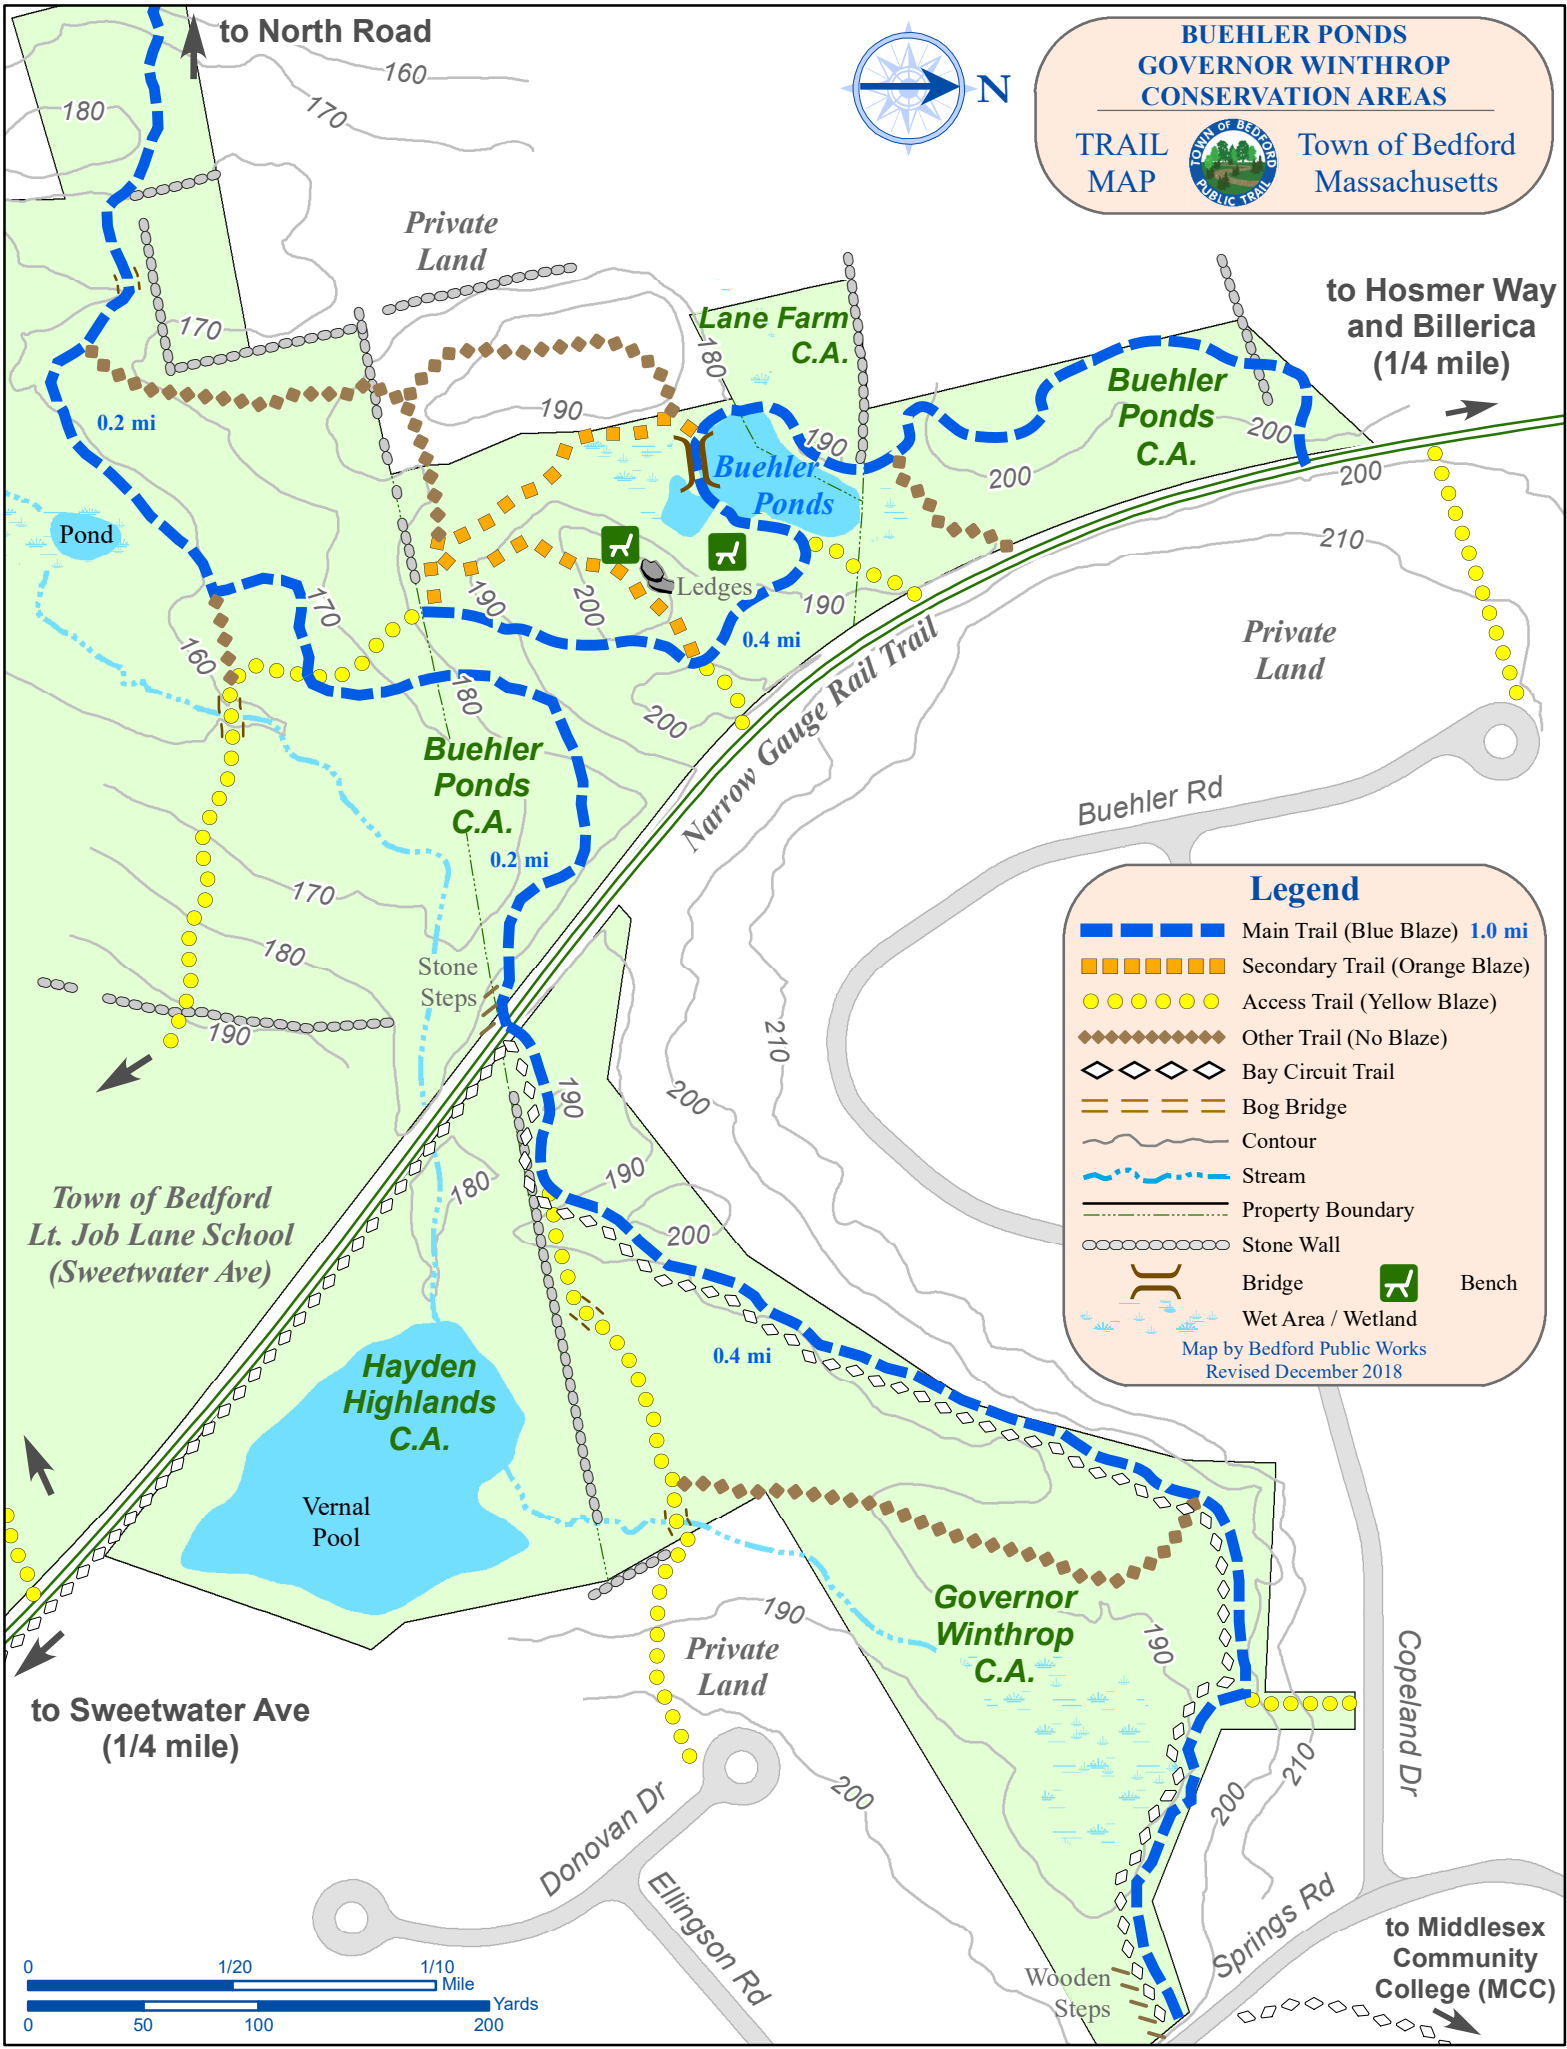 to North Road
N
BUEHLER PONDS
GOVERNOR WINTHROP
CONSERVATION AREAS
TRAIL
MAP
TOWN OF BEDFORD
PUBLIC TRAIL
Town of Bedford
Massachusetts
160
170
180
Private
Land
170
Lane Farm
C.A.
180
to Hosmer Way
and Billerica
(1/4 mile)
Buehler
Ponds
C.A.
0.2 mi
190
190
200
200
200
Buehler
Ponds
Pond
210
Ledges
170
190
200
190
160
0.4 mi
Private
Land
180
200
Narrow Gauge Rail Trail
Buehler
Ponds
C.A.
0.2 mi
Buehler Rd
170
180
190
Stone
Steps
210
200
190
190
180
200
Legend
Main Trail (Blue Blaze) 1.0 mi
Secondary Trail (Orange Blaze)
Access Trail (Yellow Blaze)
Other Trail (No Blaze)
Bay Circuit Trail
Bog Bridge
Contour
Stream
Property Boundary
Stone Wall
Bridge
Bench
Wet Area / Wetland
Map by Bedford Public Works
Revised December 2018
Town of Bedford
Lt. Job Lane School
(Sweetwater Ave)
0.4 mi
Hayden
Highlands
C.A.
Vernal
Pool
Governor
Winthrop
C.A.
190
190
Private
Land
Copeland Dr
to Sweetwater Ave
(1/4 mile)
210
200
200
Donovan Dr
Ellingson Rd
Springs Rd
to Middlesex
Community
College (MCC)
Wooden
Steps
0 1/20 1/10
Mile
Yards
0 50 100 200